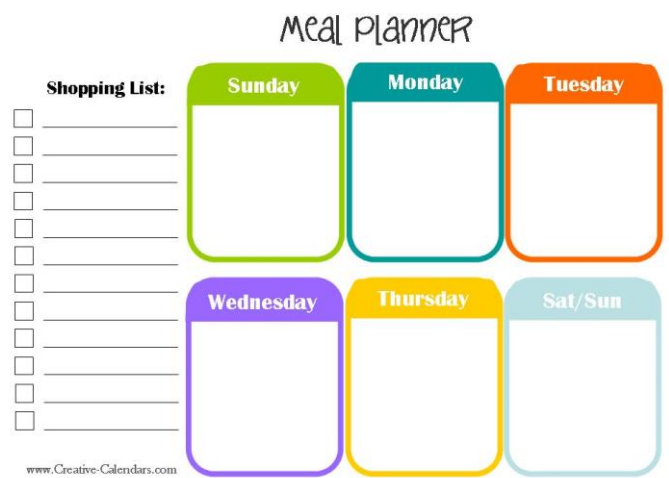 Meal Planner
Shopping List:
Sunday
Monday
Tuesday
Wednesday
Thursday
Sat/Sun
www.Creative-Calendars.com